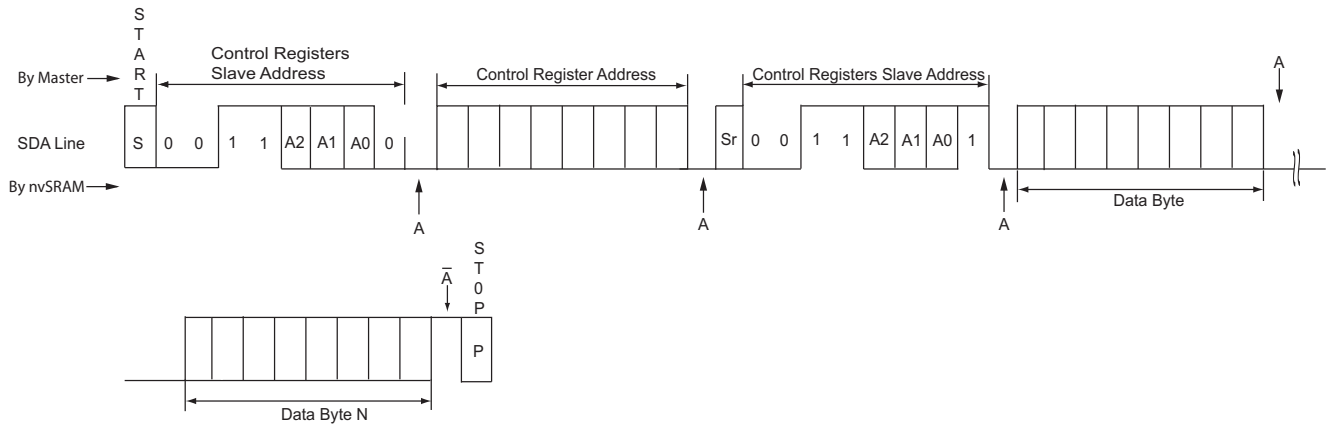 START
Control Registers
Slave Address
By Master
Control Register Address
Control Registers Slave Address
A
SDA Line
S 0 0 1 1 A2 A1 A0 0
Sr 0 0 1 1 A2 A1 A0 1
By nvSRAM
A
A
A
Data Byte
ST0P
A̅
P
Data Byte N